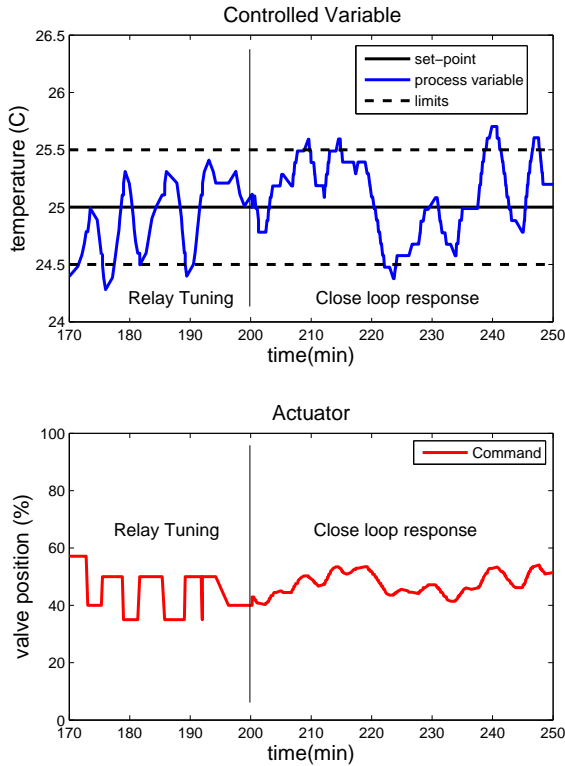 Controlled Variable
26.5
26
25.5
25
24.5
24
temperature (C)
set-point
process variable
limits
Relay Tuning
Close loop response
170
180
190
200
210
220
230
240
250
time(min)
Actuator
100
80
60
40
20
0
valve position (%)
Command
Relay Tuning
Close loop response
170
180
190
200
210
220
230
240
250
time(min)